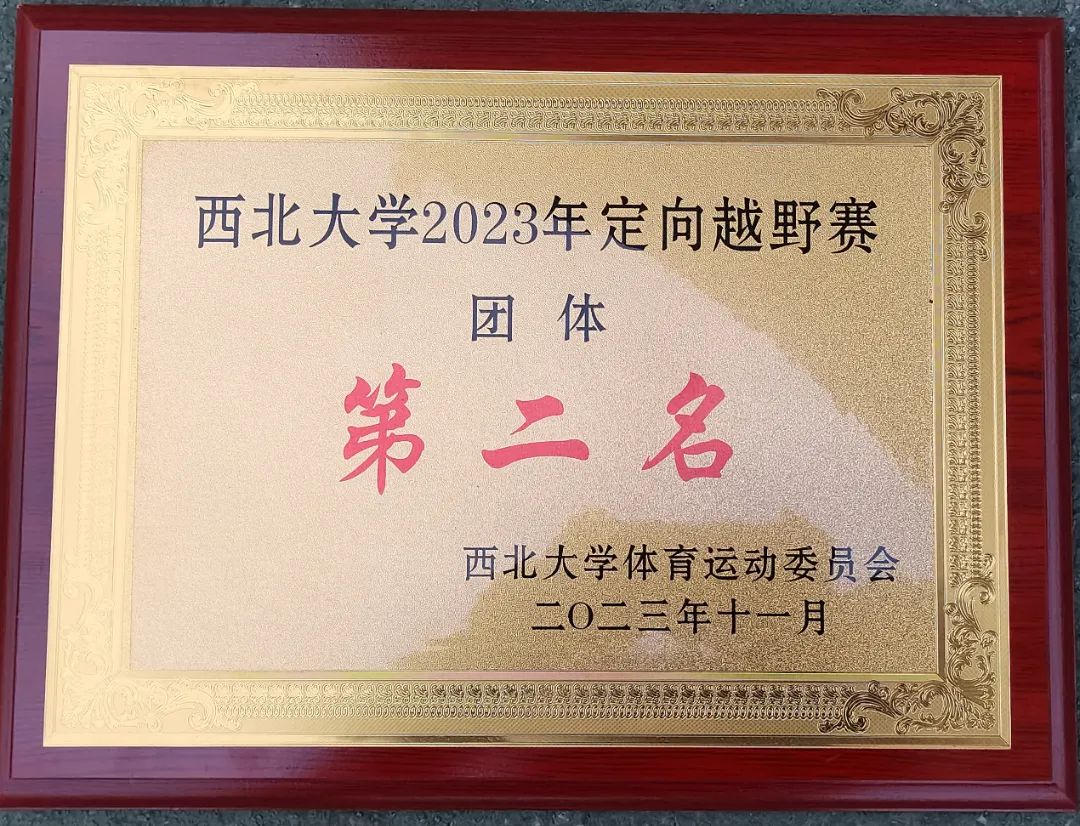 西北大学2023年定向越野赛
团体
第二名
西北大学体育运动委员会
二〇二三年十一月